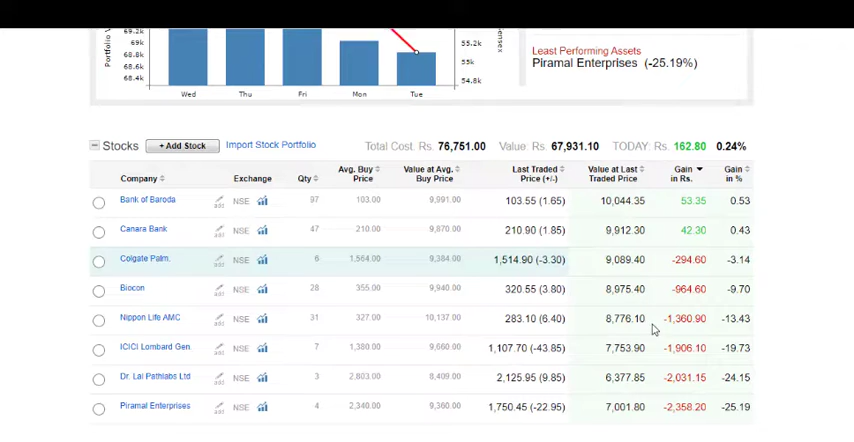 69.2k
69k
68.8k
68.6k
68.4k
Portfolio V
Wed Thu Fri Mon Tue
55.2k
55k
54.8k
Sensex
Least Performing Assets
Piramal Enterprises (-25.19%)
Stocks + Add Stock Import Stock Portfolio Total Cost. Rs. 76,751.00 Value: Rs. 67,931.10 TODAY: Rs. 162.80 0.24%
Company Exchange Qty Avg. Buy Price Value at Avg. Buy Price Last Traded Price (+/-) Value at Last Traded Price Gain in Rs. Gain in %
Bank of Baroda add NSE 97 103.00 9,991.00 103.55 (1.65) 10,044.35 53.35 0.53
Canara Bank add NSE 47 210.00 9,870.00 210.90 (1.85) 9,912.30 42.30 0.43
Colgate Palm. add NSE 6 1,564.00 9,384.00 1,514.90 (-3.30) 9,089.40 -294.60 -3.14
Biocon add NSE 28 355.00 9,940.00 320.55 (3.80) 8,975.40 -964.60 -9.70
Nippon Life AMC add NSE 31 327.00 10,137.00 283.10 (6.40) 8,776.10 -1,360.90 -13.43
ICICI Lombard Gen. add NSE 7 1,380.00 9,660.00 1,107.70 (-43.85) 7,753.90 -1,906.10 -19.73
Dr. Lal Pathlabs Ltd add NSE 3 2,803.00 8,409.00 2,125.95 (9.85) 6,377.85 -2,031.15 -24.15
Piramal Enterprises add NSE 4 2,340.00 9,360.00 1,750.45 (-22.95) 7,001.80 -2,358.20 -25.19